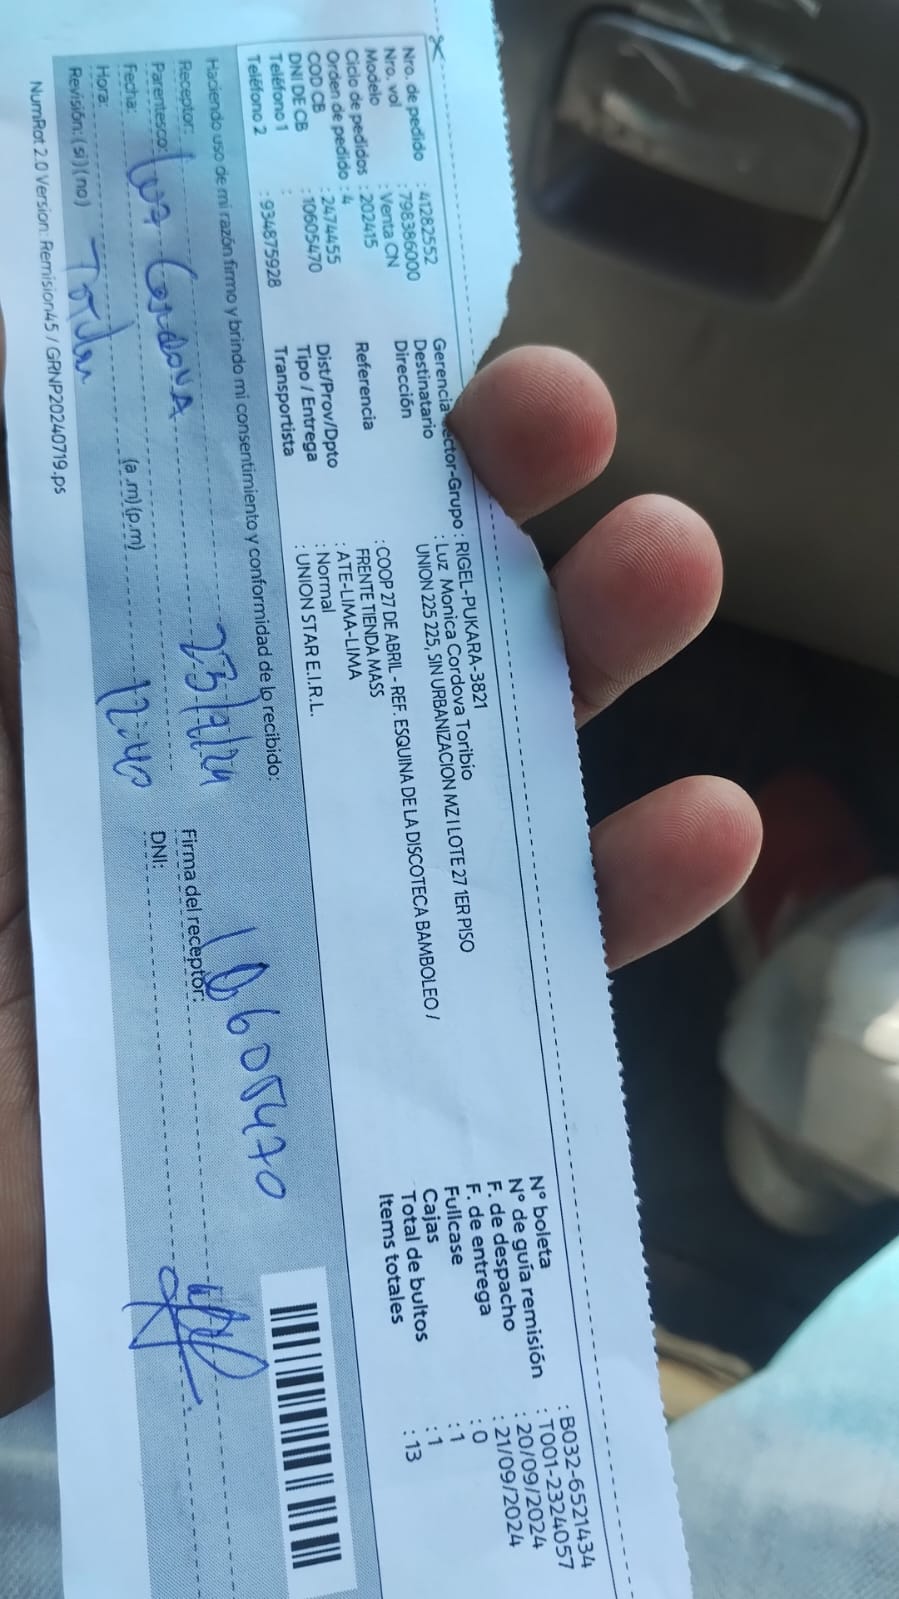 Nro. de pedido : 41282552
Nro. vol : 798386000
Modelo : Venta CN
Ciclo de pedidos : 202415
Orden de pedido : 4
COD CB : 2474455
DNI DE CB : 10605470
Teléfono 1 :
Teléfono 2 : 934875928
Gerencia ector-Grupo : RIGEL-PUKARA-3821
Destinatario : Luz Monica Cordova Toribio
Dirección UNION 225 225, SIN URBANIZACION MZ I LOTE 27 1ER PISO
Referencia : COOP 27 DE ABRIL - REF. ESQUINA DE LA DISCOTECA BAMBOLEO /
FRENTE TIENDA MASS
Dist/Prov/Dpto : ATE-LIMA-LIMA
Tipo / Entrega : Normal
Transportista : UNION STAR E.I.R.L.
N° boleta : B032-6521434
N° de guía remisión : T001-2324057
F. de despacho : 20/09/2024
F. de entrega : 21/09/2024
Fullcase : 0
Cajas : 1
Total de bultos : 1
Items totales : 13
Haciendo uso de mi razón firmo y brindo mi consentimiento y conformidad de lo recibido:
Receptor: Luz Cordova
Parentesco:
Fecha: 23/9/24
Hora: (a.m)(p.m) 12:40
Revisión: (si)(no)
Firma del receptor: 10605470
DNI:
NumRot 2.0 Version: Remision45 / GRNP20240719.ps